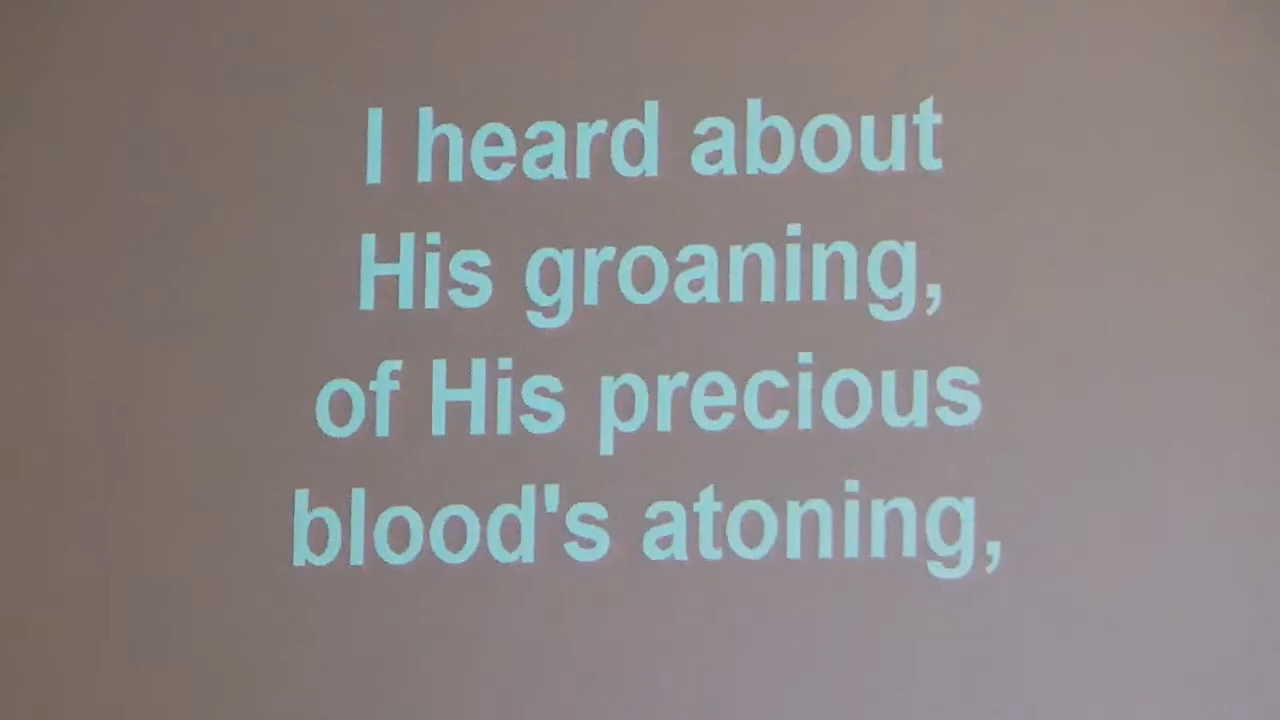 I heard about
His groaning,
of His precious
blood's atoning,